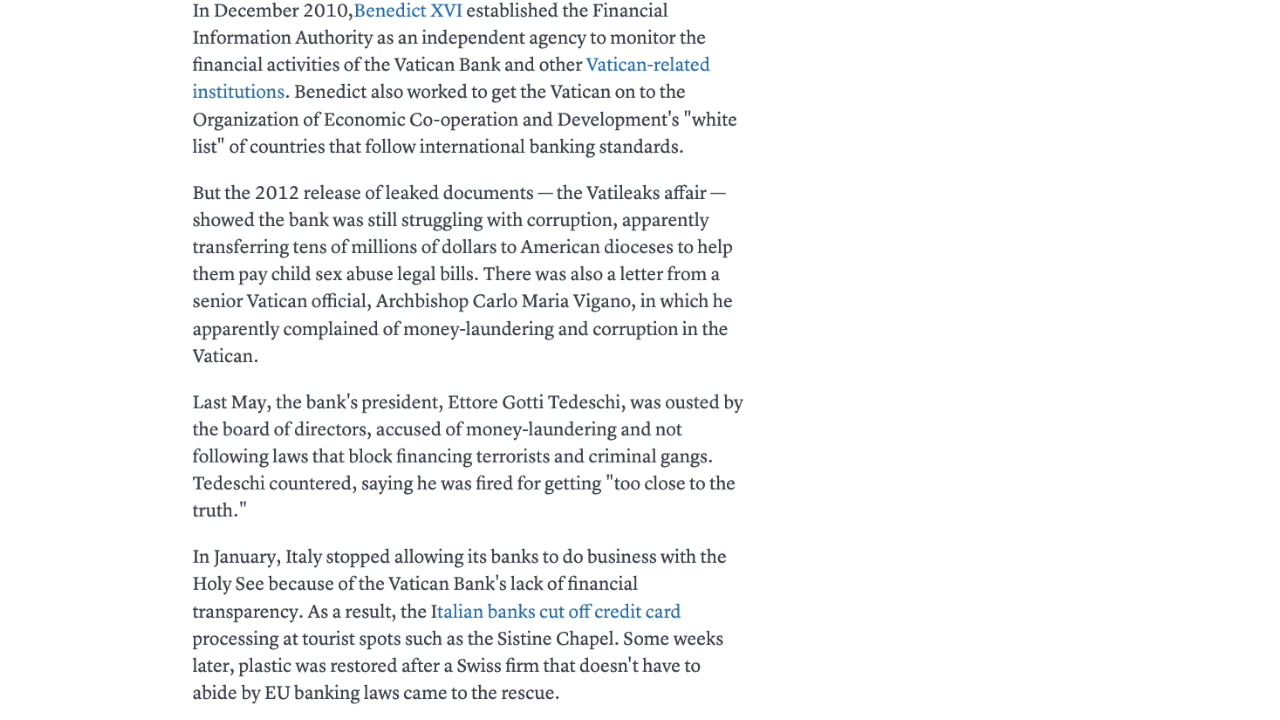 In December 2010,Benedict XVI established the Financial
Information Authority as an independent agency to monitor the
financial activities of the Vatican Bank and other Vatican-related
institutions. Benedict also worked to get the Vatican on to the
Organization of Economic Co-operation and Development's "white
list" of countries that follow international banking standards.
But the 2012 release of leaked documents — the Vatileaks affair —
showed the bank was still struggling with corruption, apparently
transferring tens of millions of dollars to American dioceses to help
them pay child sex abuse legal bills. There was also a letter from a
senior Vatican official, Archbishop Carlo Maria Vigano, in which he
apparently complained of money-laundering and corruption in the
Vatican.
Last May, the bank's president, Ettore Gotti Tedeschi, was ousted by
the board of directors, accused of money-laundering and not
following laws that block financing terrorists and criminal gangs.
Tedeschi countered, saying he was fired for getting "too close to the
truth."
In January, Italy stopped allowing its banks to do business with the
Holy See because of the Vatican Bank's lack of financial
transparency. As a result, the Italian banks cut off credit card
processing at tourist spots such as the Sistine Chapel. Some weeks
later, plastic was restored after a Swiss firm that doesn't have to
abide by EU banking laws came to the rescue.